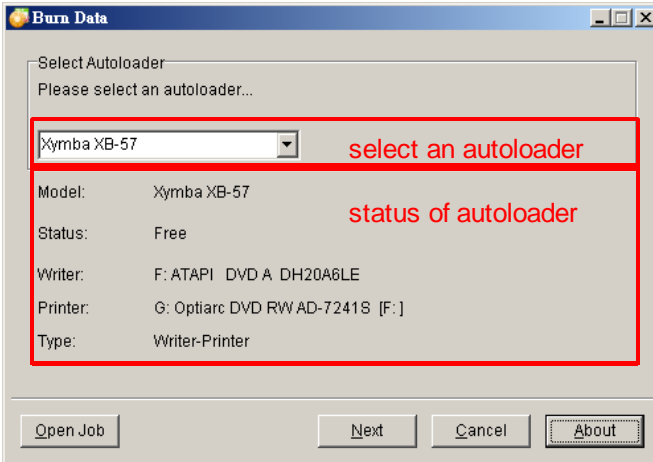 Burn Data
Select Autoloader
Please select an autoloader...
Xymba XB-57
select an autoloader
Model: Xymba XB-57
status of autoloader
Status: Free
Writer: F: ATAPI DVD A DH20A6LE
Printer: G: Optiarc DVD RW AD-7241S [F: ]
Type: Writer-Printer
Open Job Next Cancel About